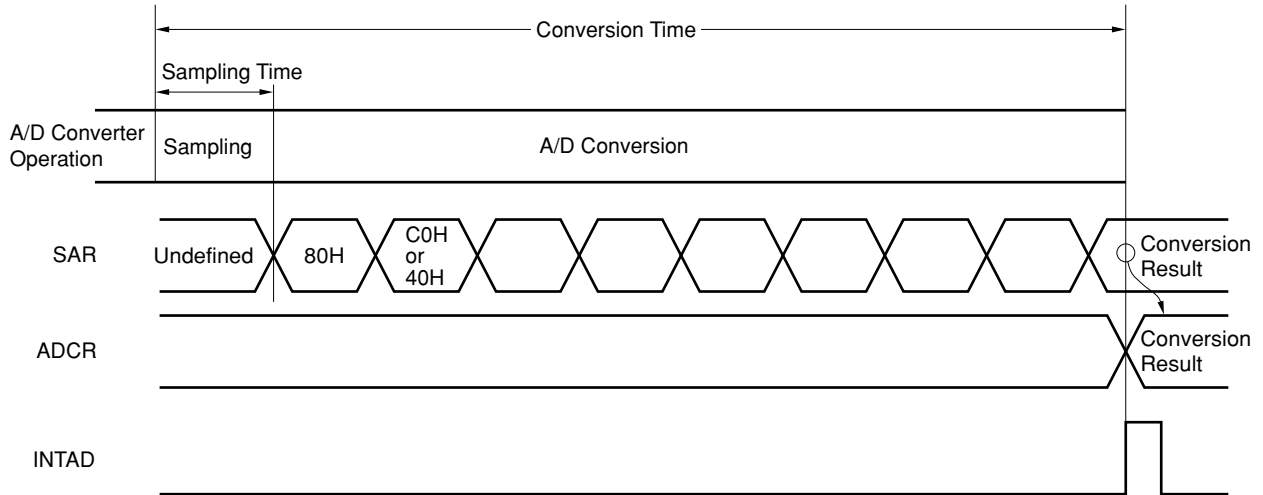 Conversion Time
Sampling Time
A/D Converter
Operation
Sampling
A/D Conversion
SAR
Undefined
80H
C0H
or
40H
Conversion
Result
ADCR
Conversion
Result
INTAD